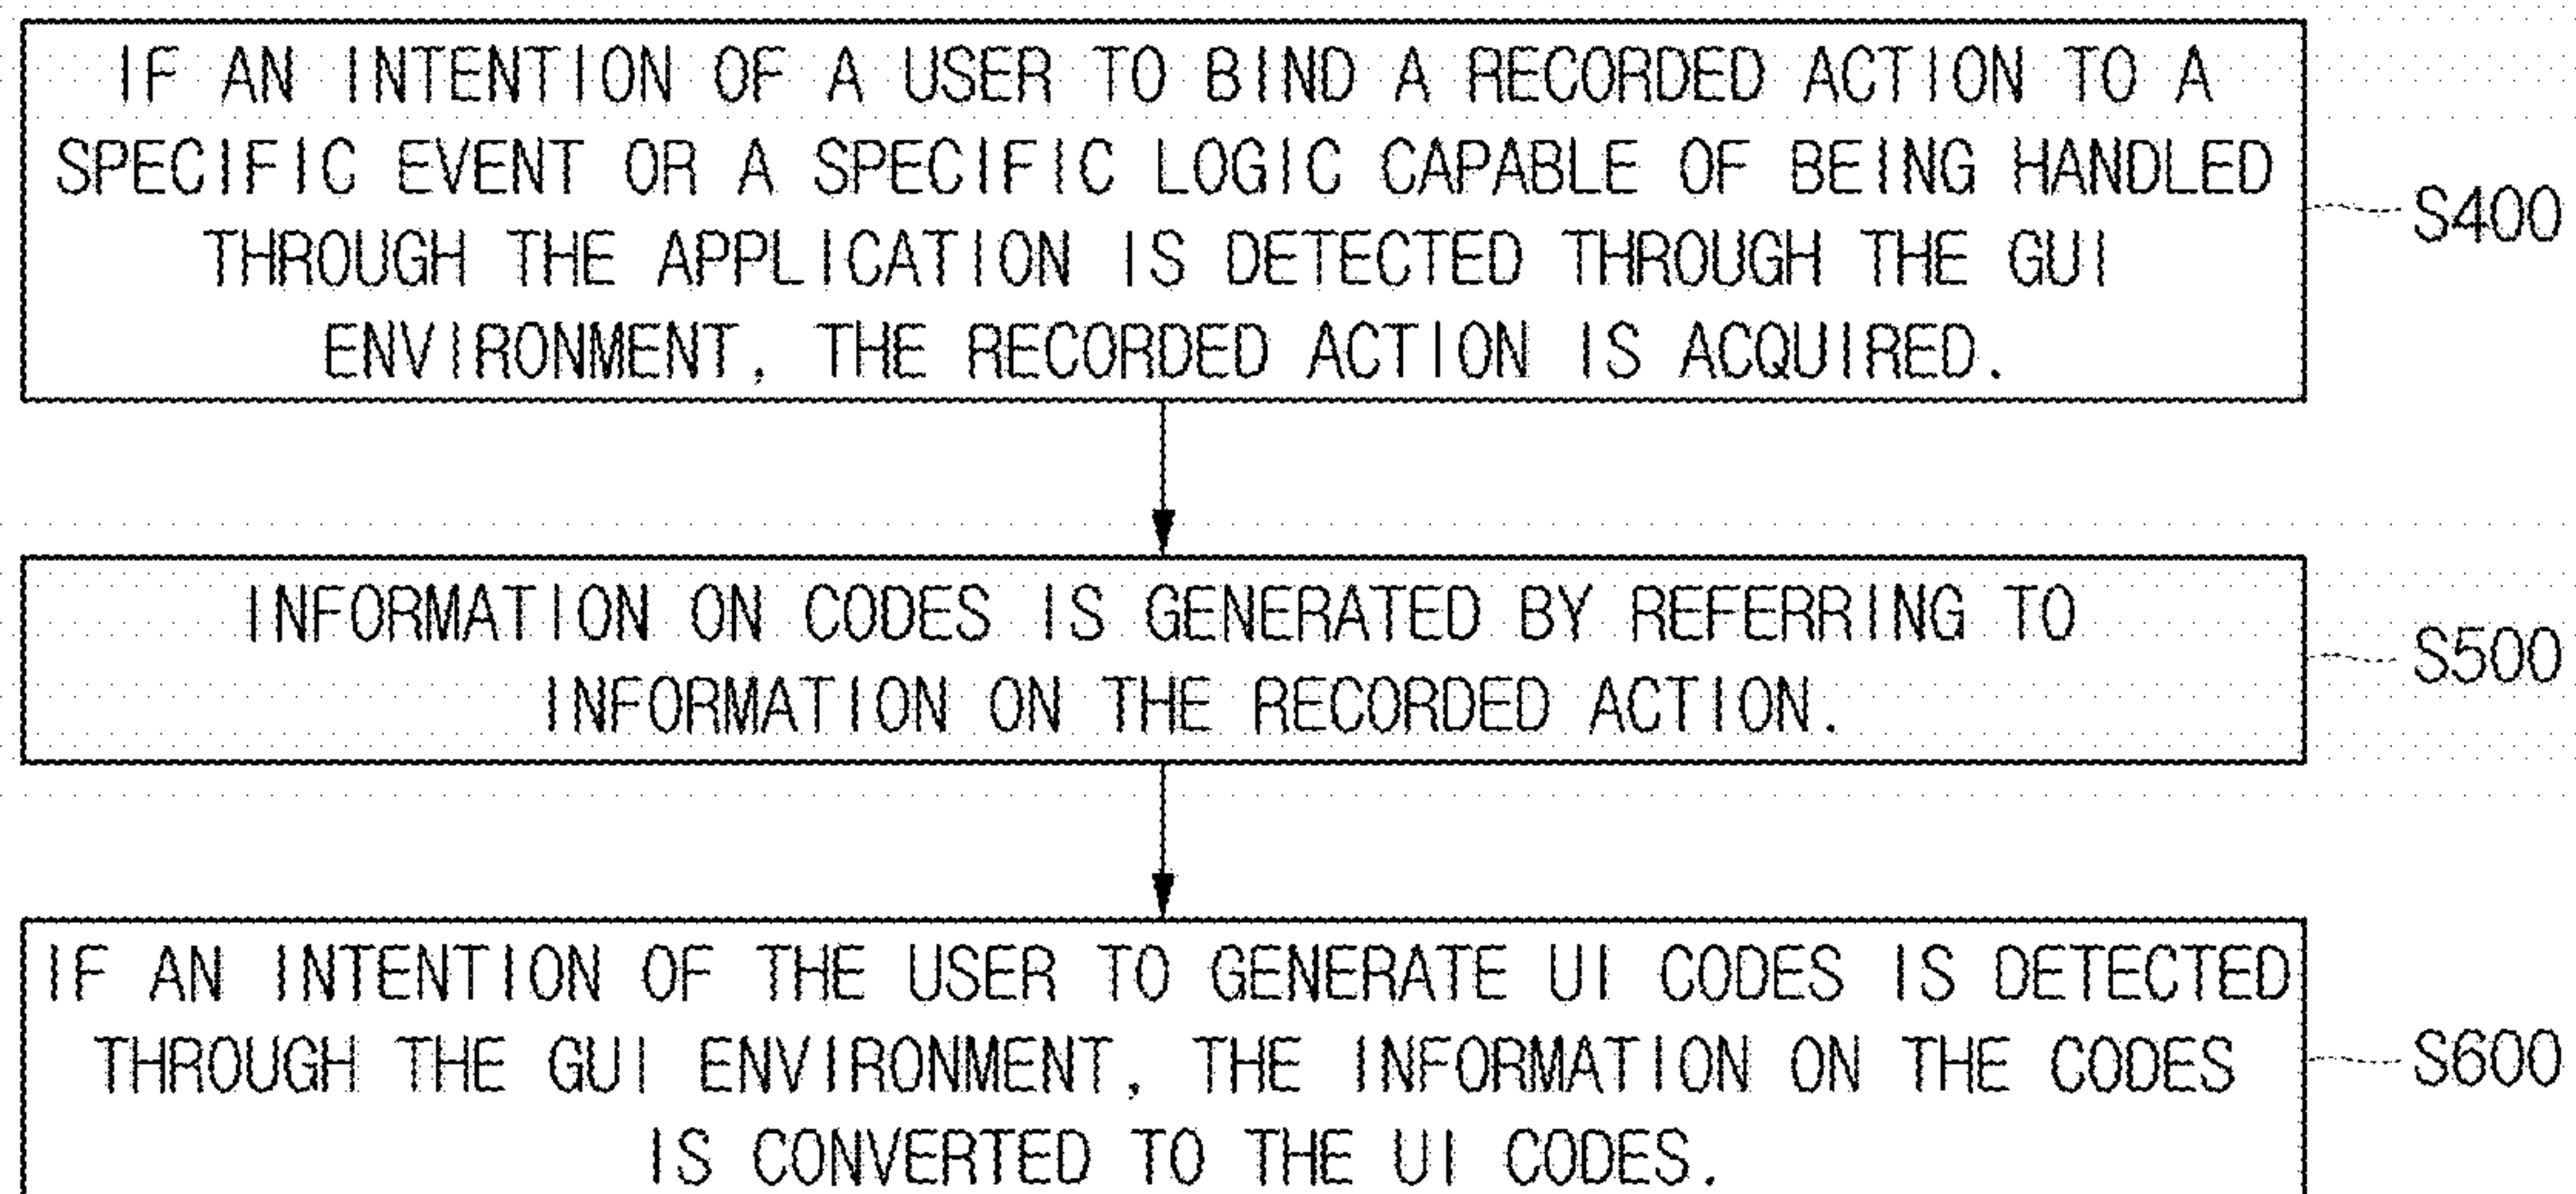 IF AN INTENTION OF A USER TO BIND A RECORDED ACTION TO A
SPECIFIC EVENT OR A SPECIFIC LOGIC CAPABLE OF BEING HANDLED
THROUGH THE APPLICATION IS DETECTED THROUGH THE GUI
ENVIRONMENT, THE RECORDED ACTION IS ACQUIRED.
S400
INFORMATION ON CODES IS GENERATED BY REFERRING TO
INFORMATION ON THE RECORDED ACTION.
S500
IF AN INTENTION OF THE USER TO GENERATE UI CODES IS DETECTED
THROUGH THE GUI ENVIRONMENT, THE INFORMATION ON THE CODES
IS CONVERTED TO THE UI CODES.
S600